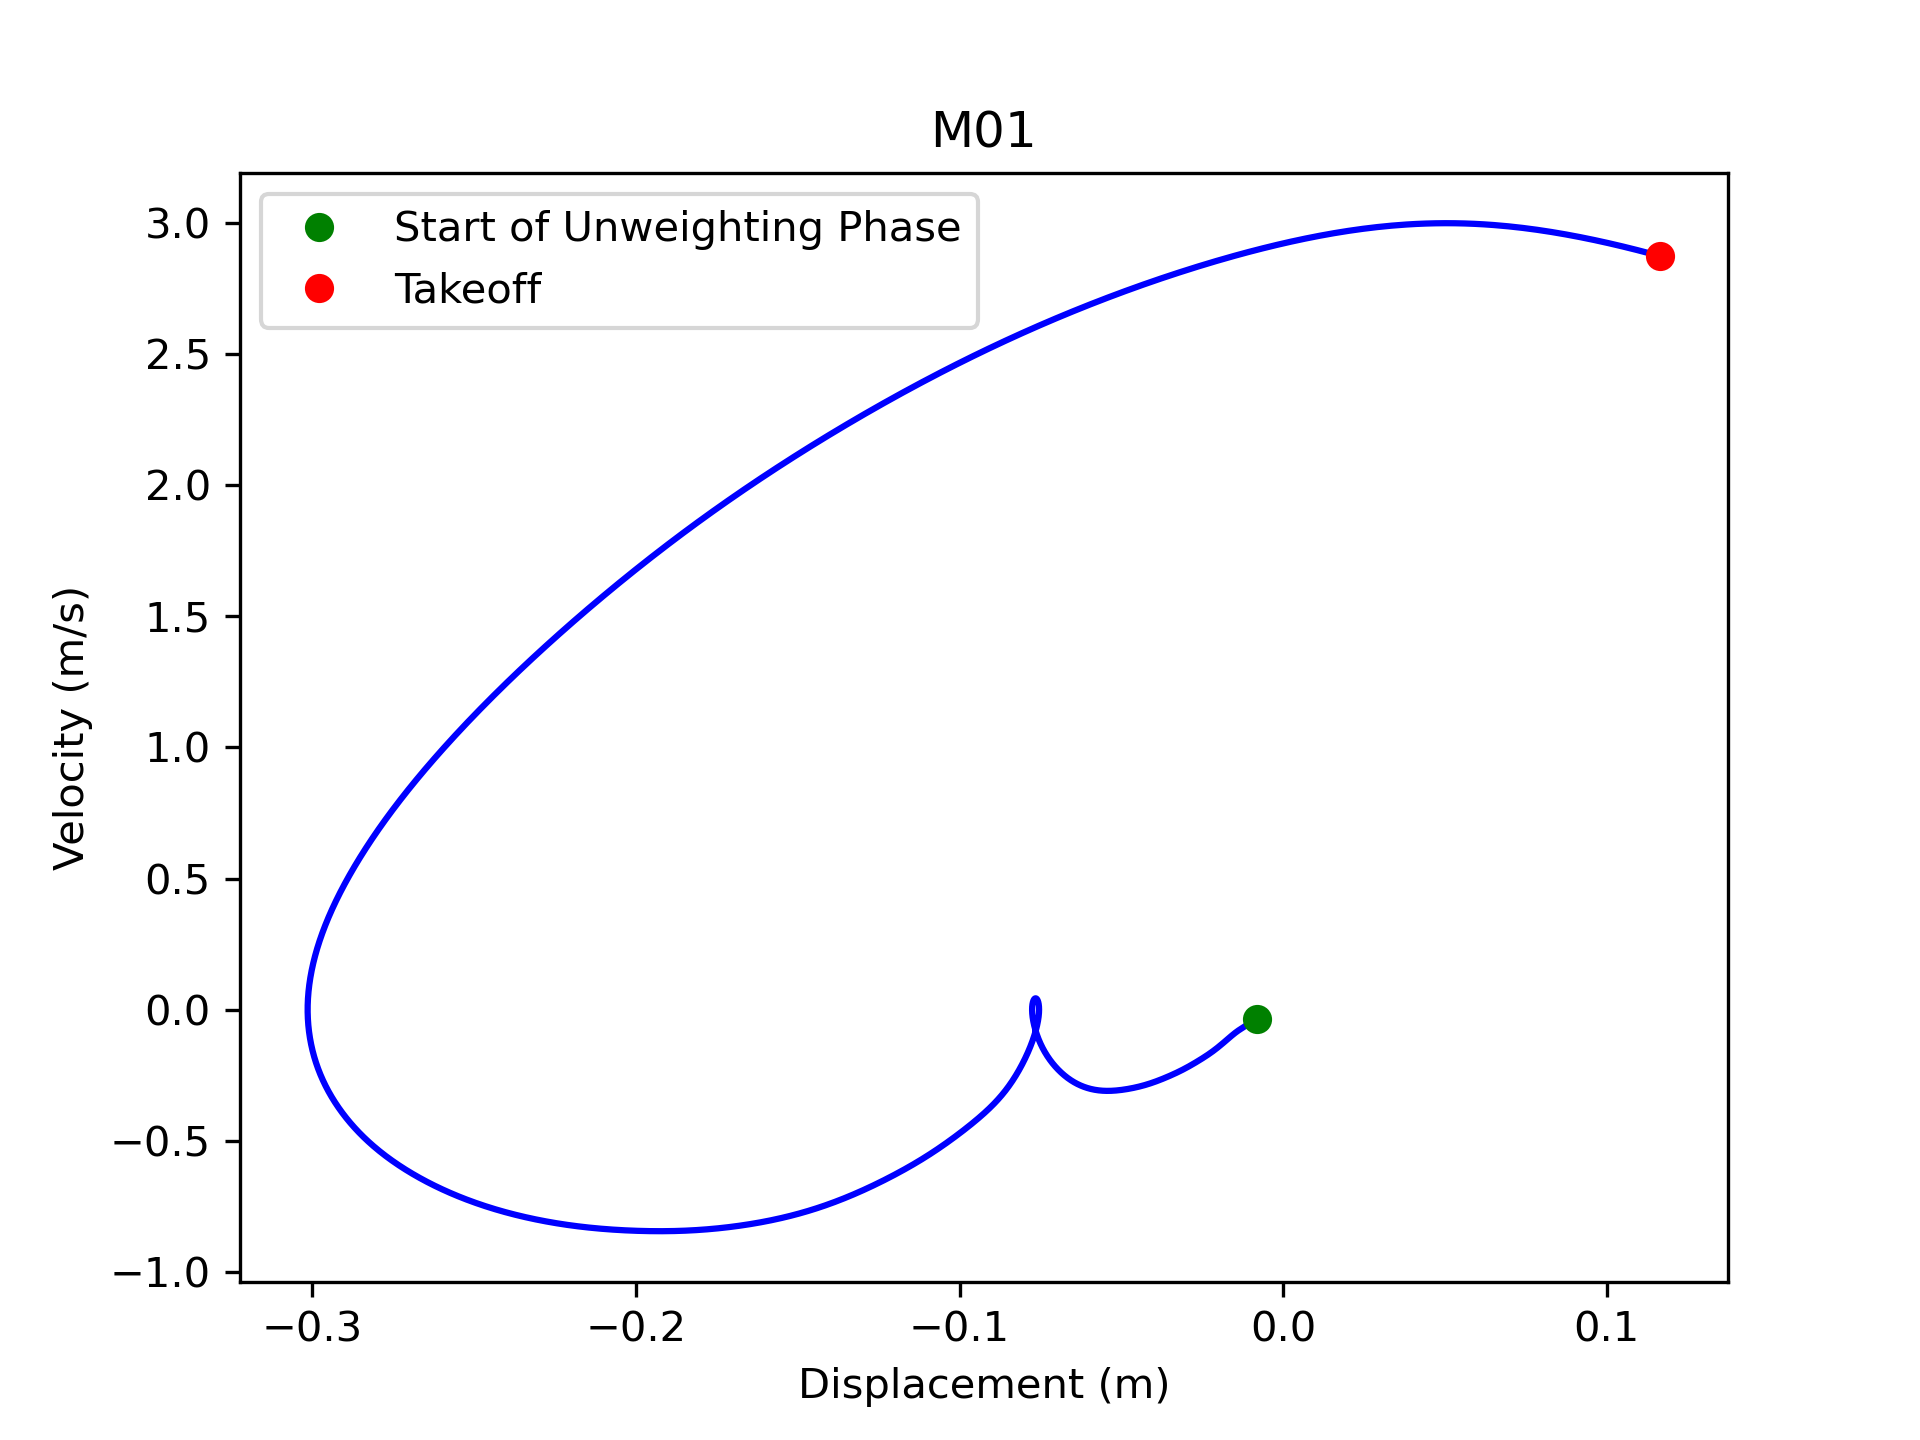 M01
Start of Unweighting Phase
Takeoff
3.0
2.5
2.0
1.5
1.0
0.5
0.0
−0.5
−1.0
Velocity (m/s)
−0.3 −0.2 −0.1 0.0 0.1
Displacement (m)